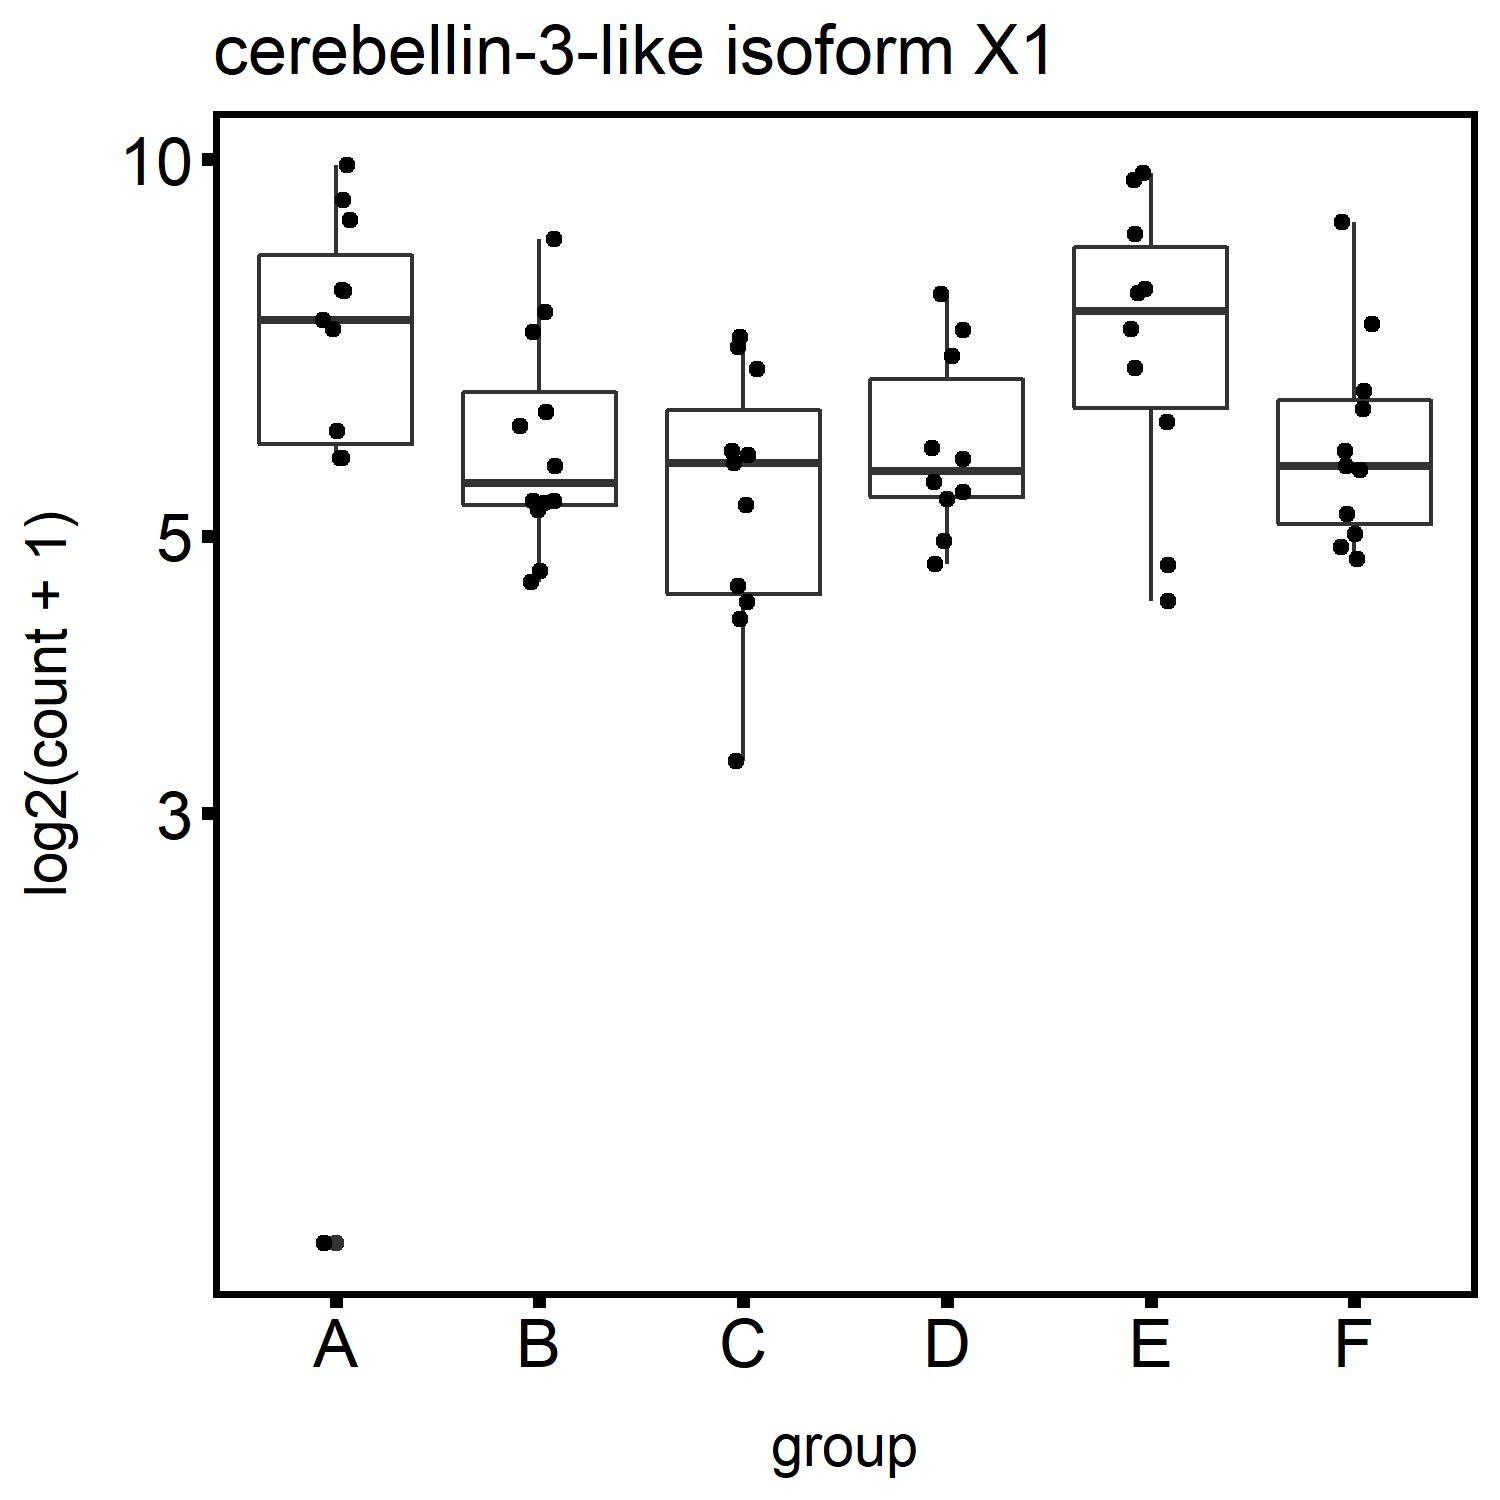 cerebellin-3-like isoform X1
10
5
3
log2(count + 1)
A B C D E F
group